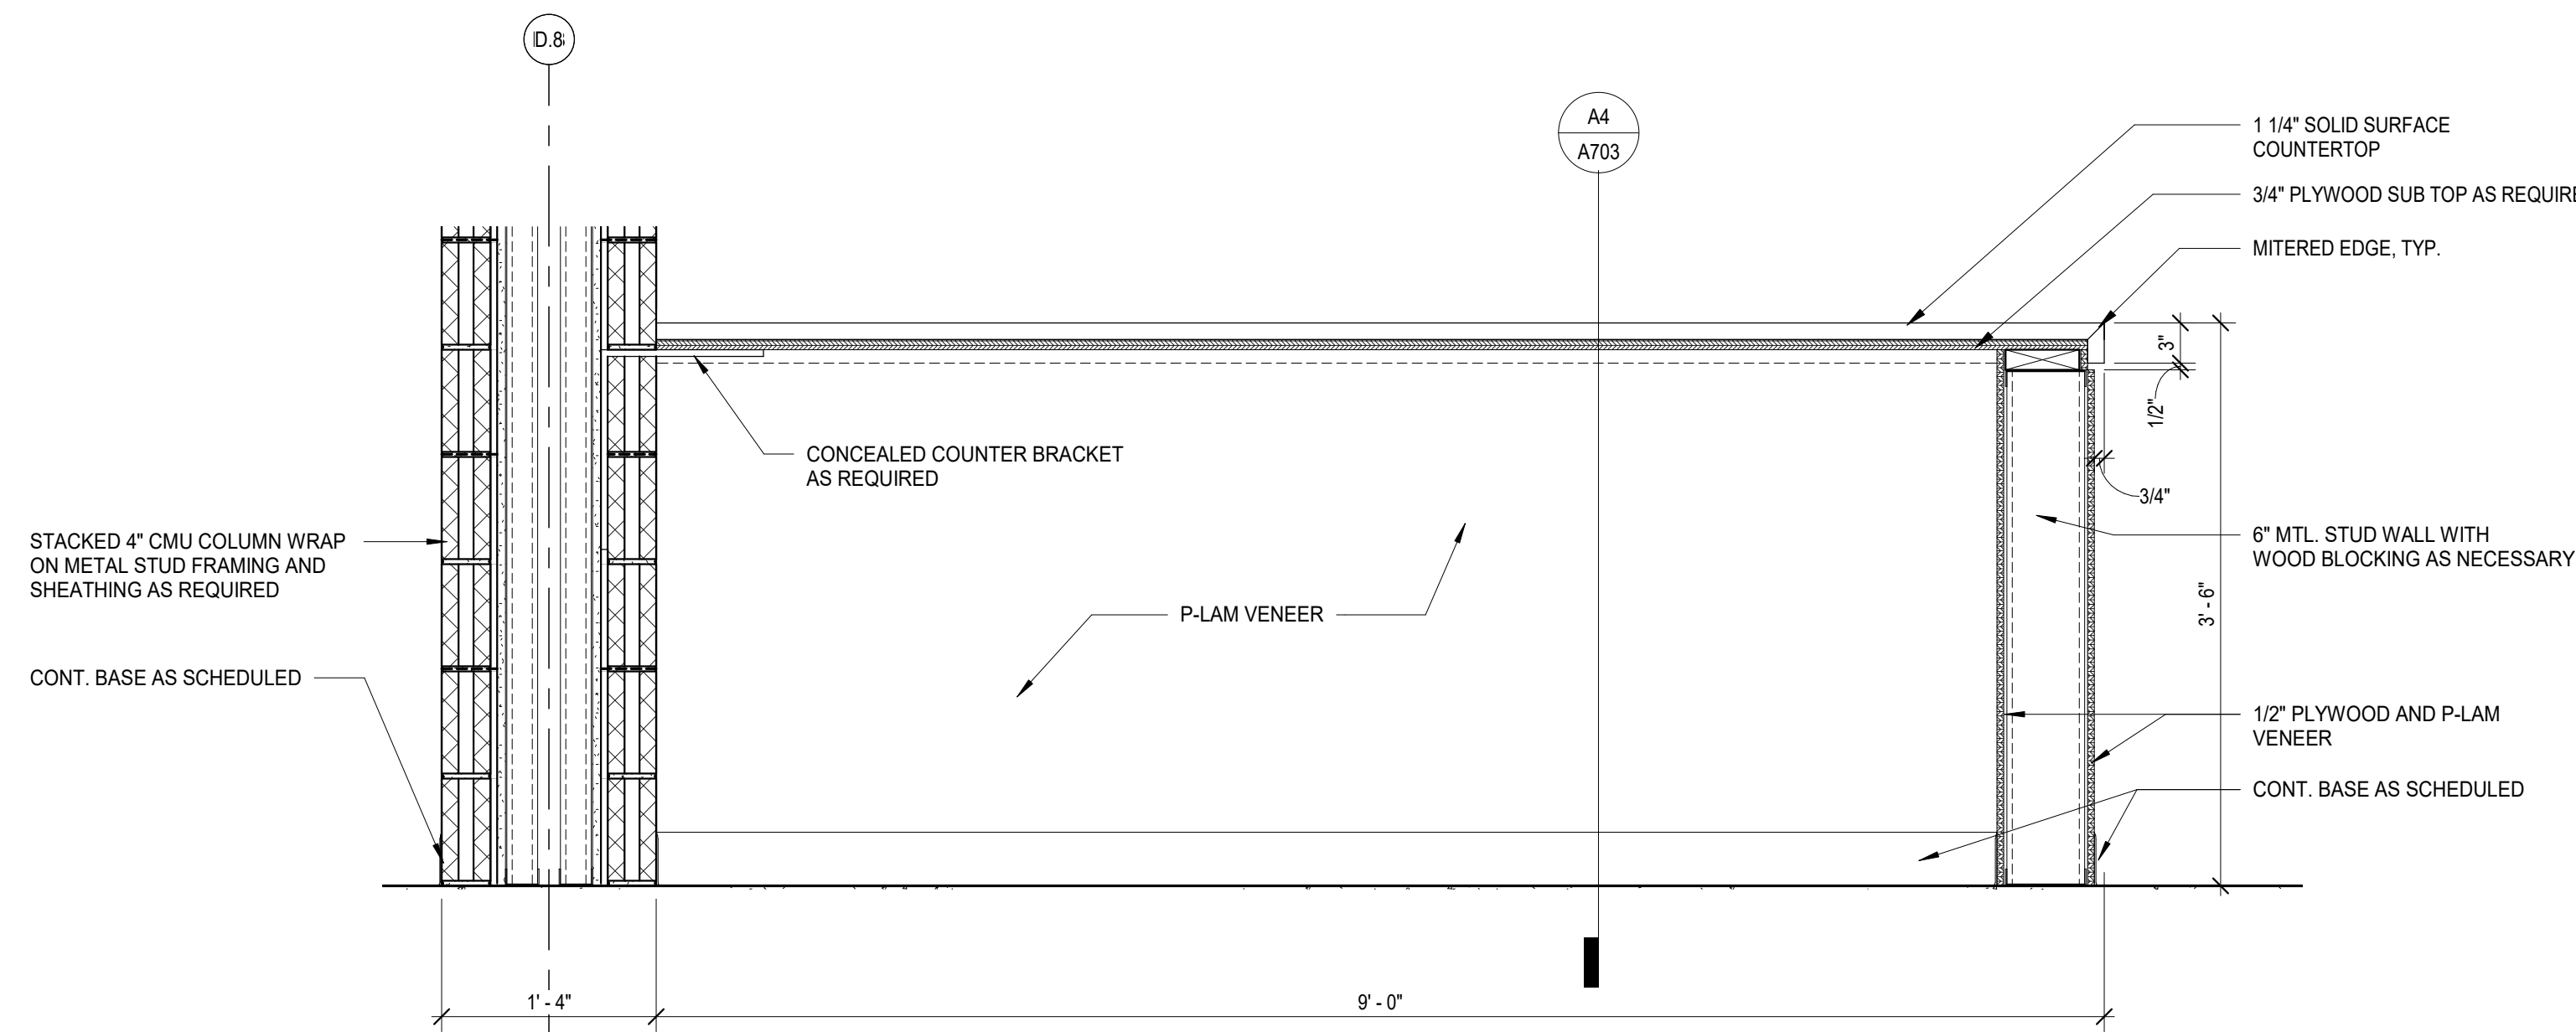 D.8
A4
A703
1 1/4" SOLID SURFACE
COUNTERTOP
3/4" PLYWOOD SUB TOP AS REQUIRE
MITERED EDGE, TYP.
3"
1/2"
CONCEALED COUNTER BRACKET
AS REQUIRED
3/4"
STACKED 4" CMU COLUMN WRAP
ON METAL STUD FRAMING AND
SHEATHING AS REQUIRED
6" MTL. STUD WALL WITH
WOOD BLOCKING AS NECESSARY
3' - 6"
P-LAM VENEER
CONT. BASE AS SCHEDULED
1/2" PLYWOOD AND P-LAM
VENEER
CONT. BASE AS SCHEDULED
1' - 4"
9' - 0"